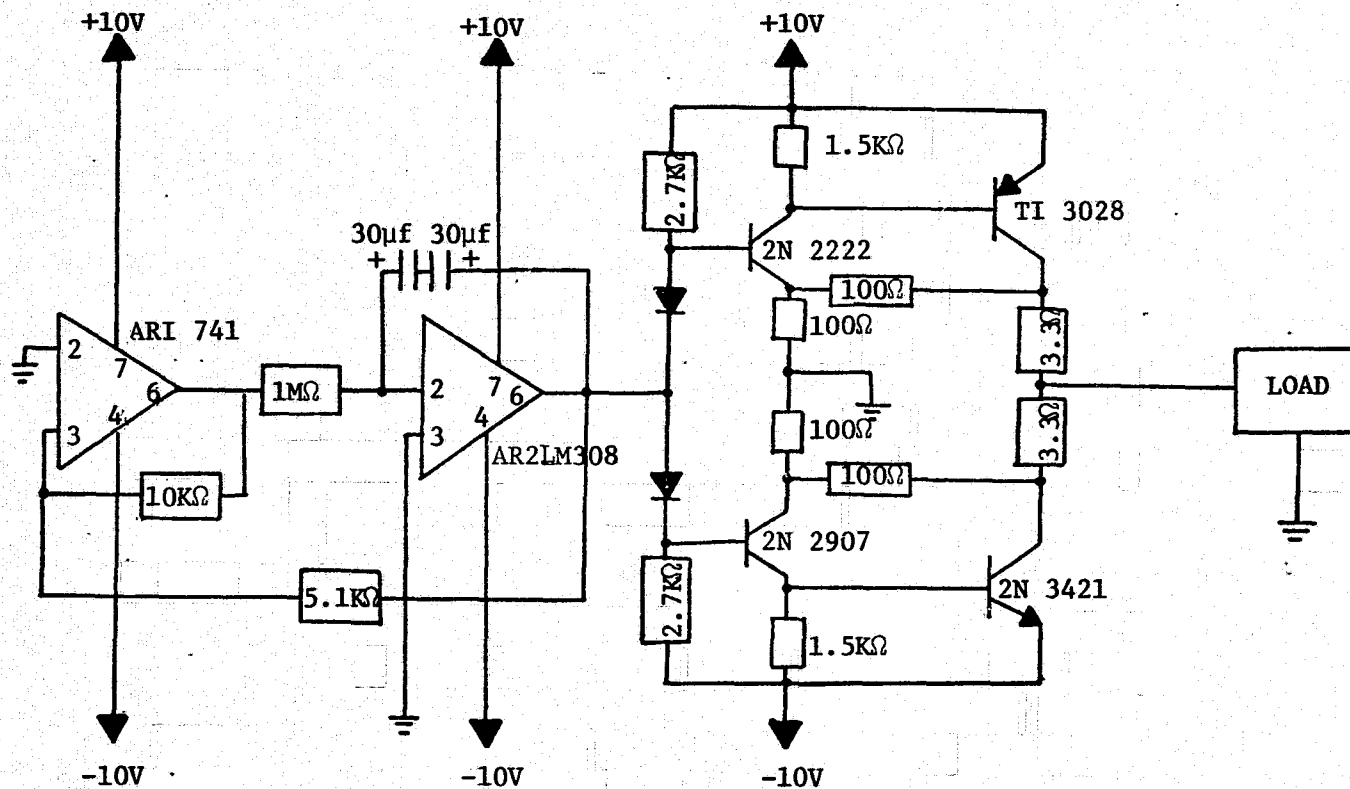 +10V
+10V
+10V
1.5KΩ
2.7KΩ
TI 3028
30µf 30µf
+ +
2N 2222
100Ω
100Ω
3.3Ω
ARI 741
2
7
6
4
3
1MΩ
2
7
6
4
3
AR2LM308
LOAD
100Ω
3.3Ω
10KΩ
100Ω
2N 2907
5.1KΩ
2.7KΩ
2N 3421
1.5KΩ
-10V
-10V
-10V